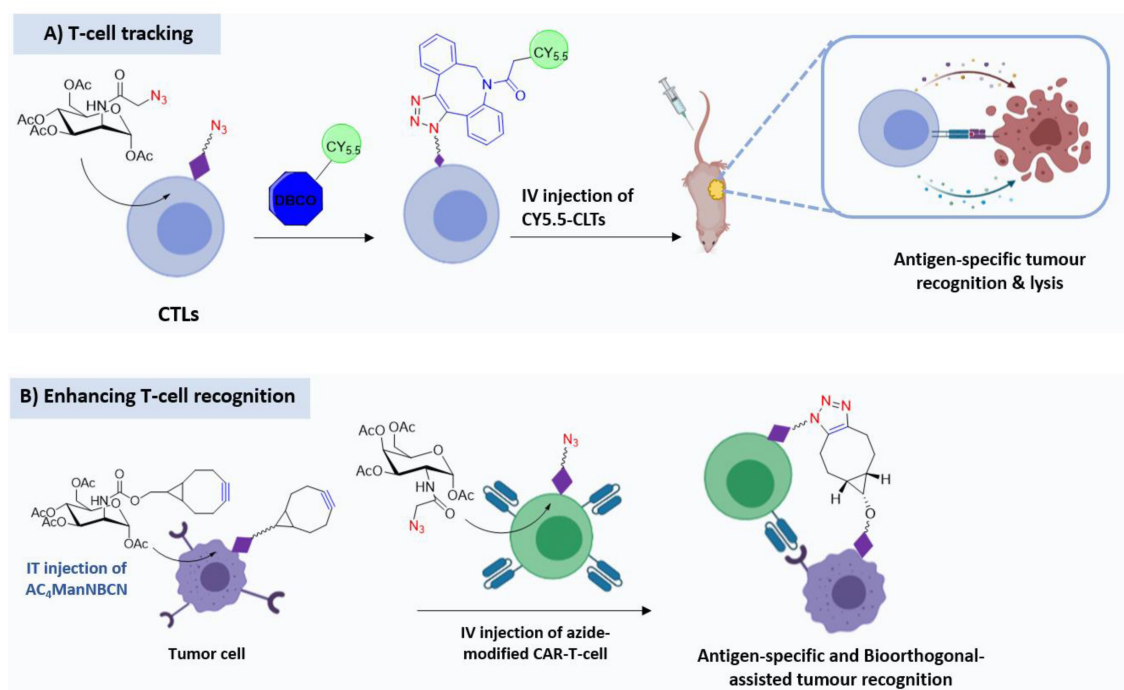 A) T-cell tracking
OAc
O
HN
N3
AcO
O
AcO
OAc
N3
CTLs
CY5.5
DBCO
CY5.5
N
O
N
N
N
IV injection of
CY5.5-CLTs
Antigen-specific tumour
recognition & lysis
B) Enhancing T-cell recognition
OAc
O
HN
O
AcO
O
AcO
OAc
IT injection of
AC4ManNBCN
Tumor cell
AcO
OAc
O
AcO
HN
OAc
O
N3
N3
IV injection of azide-
modified CAR-T-cell
N
N
N
H
H
O
Antigen-specific and Bioorthogonal-
assisted tumour recognition